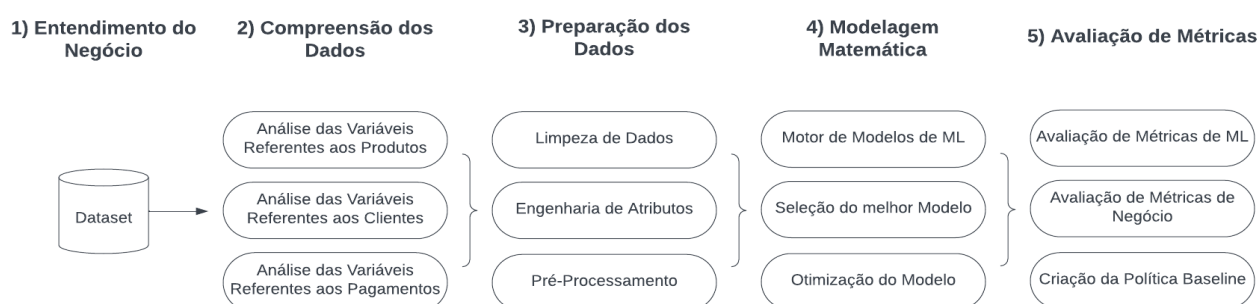 1) Entendimento do
Negócio
2) Compreensão dos
Dados
3) Preparação dos
Dados
4) Modelagem
Matemática
5) Avaliação de Métricas
Dataset
Análise das Variáveis
Referentes aos Produtos
Análise das Variáveis
Referentes aos Clientes
Análise das Variáveis
Referentes aos Pagamentos
Limpeza de Dados
Engenharia de Atributos
Pré-Processamento
Motor de Modelos de ML
Seleção do melhor Modelo
Otimização do Modelo
Avaliação de Métricas de ML
Avaliação de Métricas de
Negócio
Criação da Política Baseline